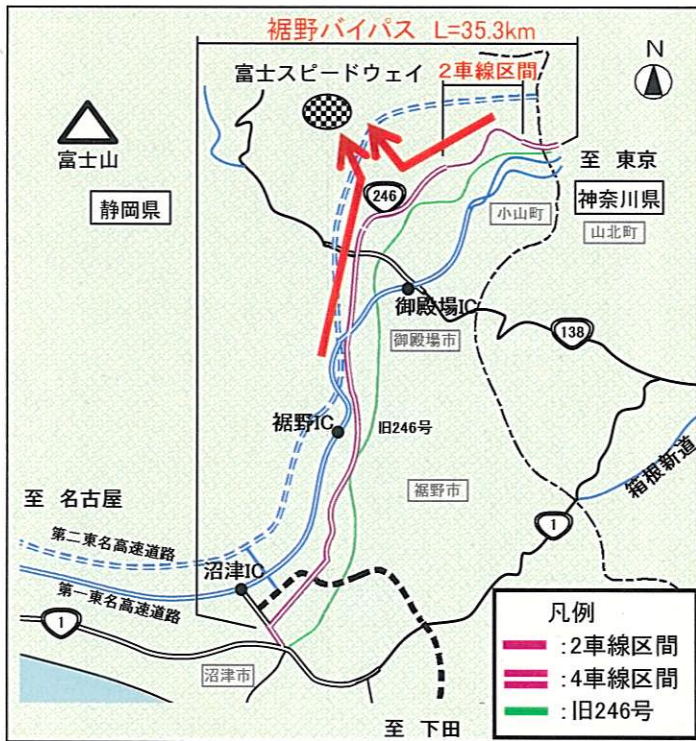 裾野バイパス L=35.3km
富士スピードウェイ
2車線区間
N
富士山
至 東京
246
静岡県
神奈川県
小山町
山北町
御殿場IC
御殿場市
138
裾野IC
旧246号
裾野市
箱根新道
至 名古屋
第二東名高速道路
1
沼津IC
第一東名高速道路
1
沼津市
至 下田
凡例
:2車線区間
:4車線区間
:旧246号